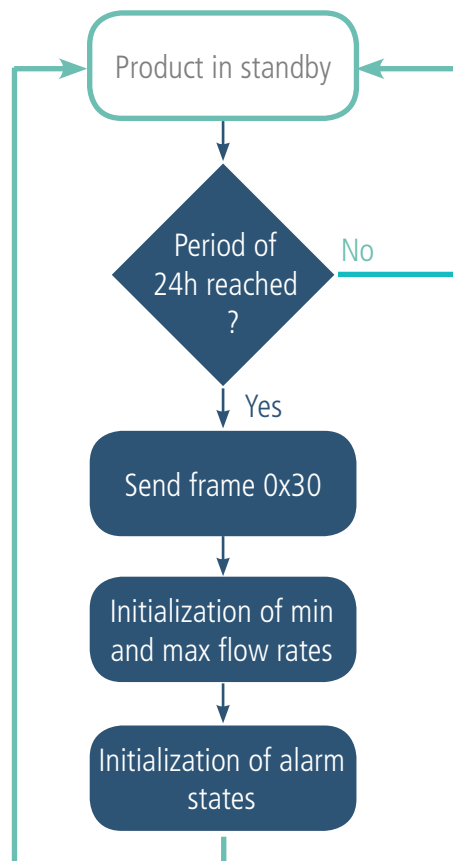 Product in standby
Period of
24h reached
?
No
Yes
Send frame 0x30
Initialization of min
and max flow rates
Initialization of alarm
states